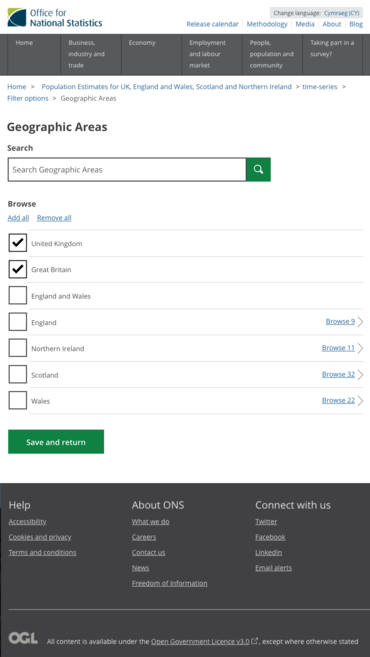 Office for
National Statistics
Change language: Cymraeg (CY)
Release calendar | Methodology | Media | About | Blog
Home
Business, industry and trade
Economy
Employment and labour market
People, population and community
Taking part in a survey?
Home > Population Estimates for UK, England and Wales, Scotland and Northern Ireland > time-series >
Filter options > Geographic Areas
Geographic Areas
Search
Search Geographic Areas
Browse
Add all Remove all
United Kingdom
Great Britain
England and Wales
England Browse 9
Northern Ireland Browse 11
Scotland Browse 32
Wales Browse 22
Save and return
Help
Accessibility
Cookies and privacy
Terms and conditions
About ONS
What we do
Careers
Contact us
News
Freedom of Information
Connect with us
Twitter
Facebook
LinkedIn
Email alerts
OGL
All content is available under the Open Government Licence v3.0 , except where otherwise stated